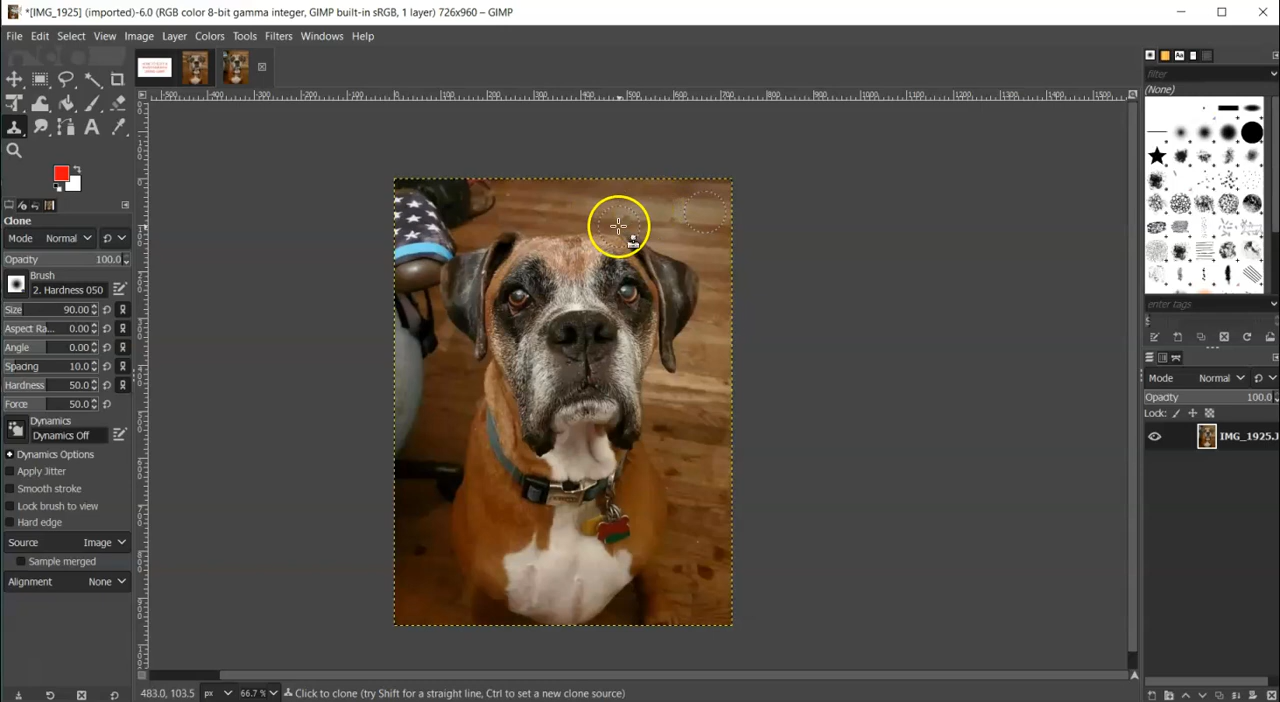 *[IMG_1925] (imported)-6.0 (RGB color 8-bit gamma integer, GIMP built-in sRGB, 1 layer) 726x960 – GIMP
File Edit Select View Image Layer Colors Tools Filters Windows Help
filter
(None)
Clone
Mode Normal
Opacity 100.0
Brush
2. Hardness 050
Size 90.00
Aspect Ra... 0.00
Angle 0.00
Spacing 10.0
Hardness 50.0
Force 50.0
Dynamics
Dynamics Off
Dynamics Options
Apply Jitter
Smooth stroke
Lock brush to view
Hard edge
Source Image
Sample merged
Alignment None
enter tags
Mode Normal
Opacity 100.0
Lock:
IMG_1925.J
483.0, 103.5 px 66.7 % Click to clone (try Shift for a straight line, Ctrl to set a new clone source)